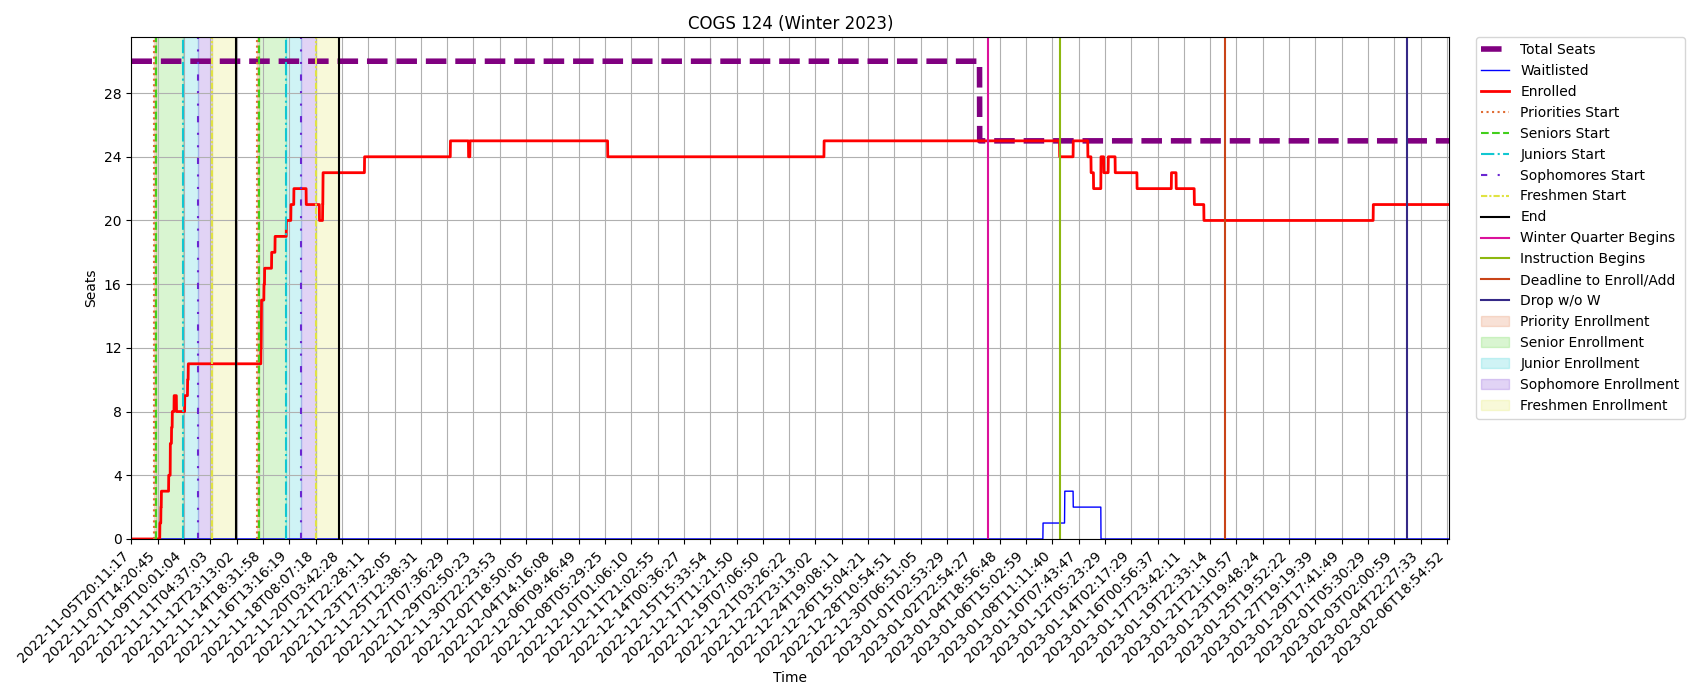 COGS 124 (Winter 2023)
Seats
28
24
20
16
12
8
4
0
2022-11-05T20:11:17
2022-11-07T14:20:45
2022-11-09T10:01:04
2022-11-11T04:37:03
2022-11-12T23:13:02
2022-11-14T18:31:58
2022-11-16T13:16:19
2022-11-18T08:07:18
2022-11-20T03:42:28
2022-11-21T22:28:11
2022-11-23T17:32:05
2022-11-25T12:38:31
2022-11-27T07:36:29
2022-11-29T02:50:23
2022-11-30T22:23:53
2022-12-02T18:50:05
2022-12-04T14:16:08
2022-12-06T09:46:49
2022-12-08T05:29:25
2022-12-10T01:06:10
2022-12-11T21:02:55
2022-12-14T00:36:27
2022-12-15T15:33:54
2022-12-17T11:21:50
2022-12-19T07:06:50
2022-12-21T03:26:22
2022-12-22T23:13:02
2022-12-24T19:08:11
2022-12-26T15:04:21
2022-12-28T10:54:51
2022-12-30T06:51:05
2023-01-01T02:53:29
2023-01-02T22:54:27
2023-01-04T18:56:48
2023-01-06T15:02:59
2023-01-08T11:11:40
2023-01-10T07:43:47
2023-01-12T05:23:29
2023-01-14T02:17:29
2023-01-16T00:56:37
2023-01-17T23:42:11
2023-01-19T22:33:14
2023-01-21T21:10:57
2023-01-23T19:48:24
2023-01-25T19:52:22
2023-01-27T19:19:39
2023-01-29T17:41:49
2023-02-01T05:30:29
2023-02-03T02:00:59
2023-02-04T22:27:33
2023-02-06T18:54:52
Time
Total Seats
Waitlisted
Enrolled
Priorities Start
Seniors Start
Juniors Start
Sophomores Start
Freshmen Start
End
Winter Quarter Begins
Instruction Begins
Deadline to Enroll/Add
Drop w/o W
Priority Enrollment
Senior Enrollment
Junior Enrollment
Sophomore Enrollment
Freshmen Enrollment